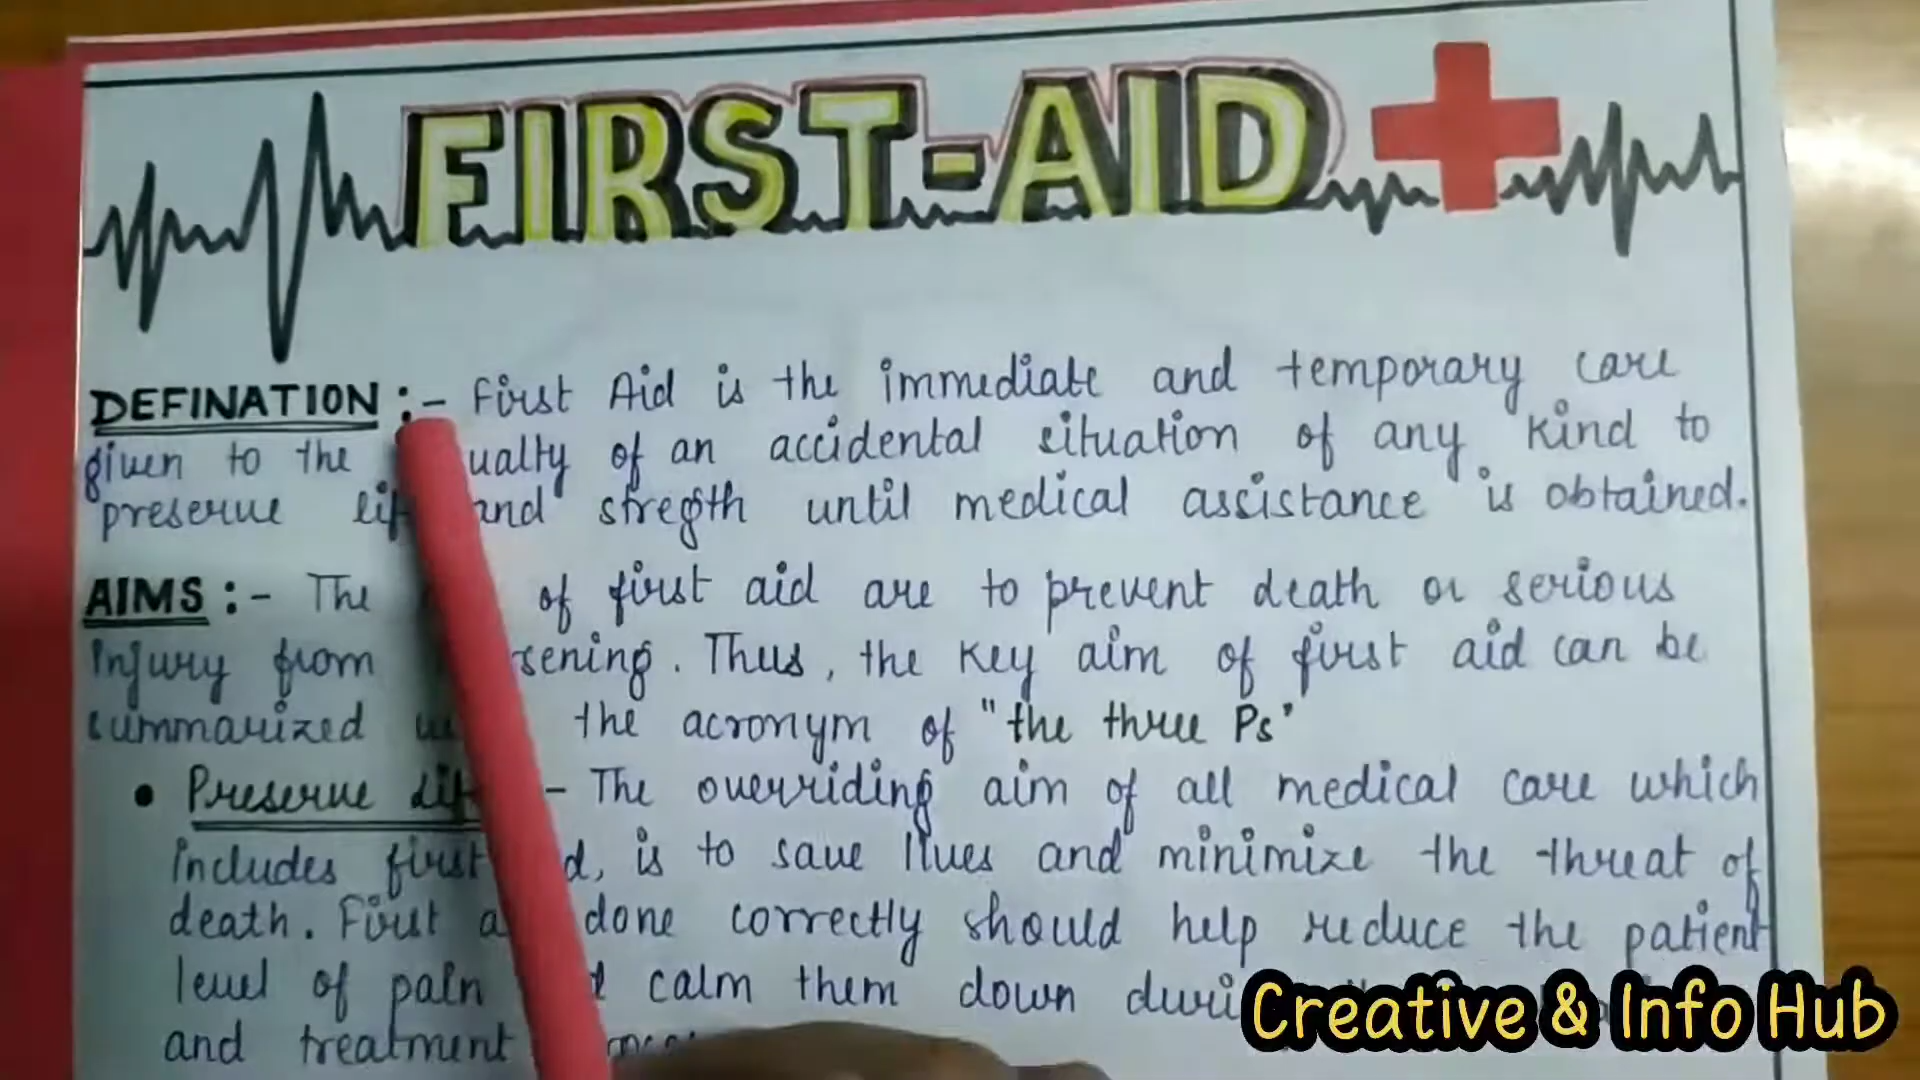 FIRST-AID
DEFINATION :- First Aid is the immediate and temporary care
given to the ualty of an accidental situation of any kind to
preserve and stregth until medical assistance is obtained.
AIMS :- The of first aid are to prevent death or serious
Injury from sening. Thus, the key aim of first aid can be
summarized the acronym of "the three Ps"
• Preserve - The overriding aim of all medical care which
includes first d, is to save lives and minimize the threat of
death. First done correctly should help reduce the patient
level of pain calm them down
and treatment
Creative & Info Hub